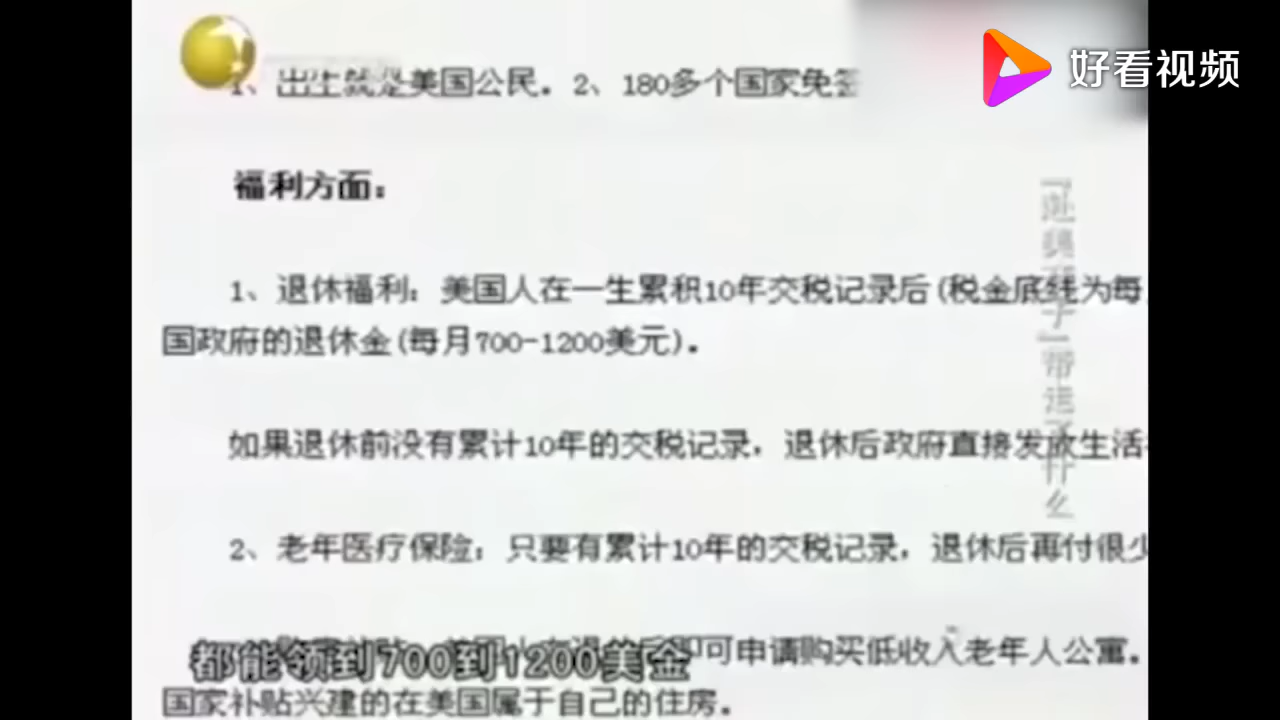 好看视频
1、出生就是美国公民。2、180多个国家免签
福利方面：
1、退休福利：美国人在一生累积10年交税记录后(税金底线为每
国政府的退休金(每月700-1200美元)。
如果退休前没有累计10年的交税记录，退休后政府直接发放生活
2、老年医疗保险：只要有累计10年的交税记录，退休后再付很少
即可申请购买低收入老年人公寓。
国家补贴兴建的在美国属于自己的住房。
都能领到700到1200美金
带进了什么